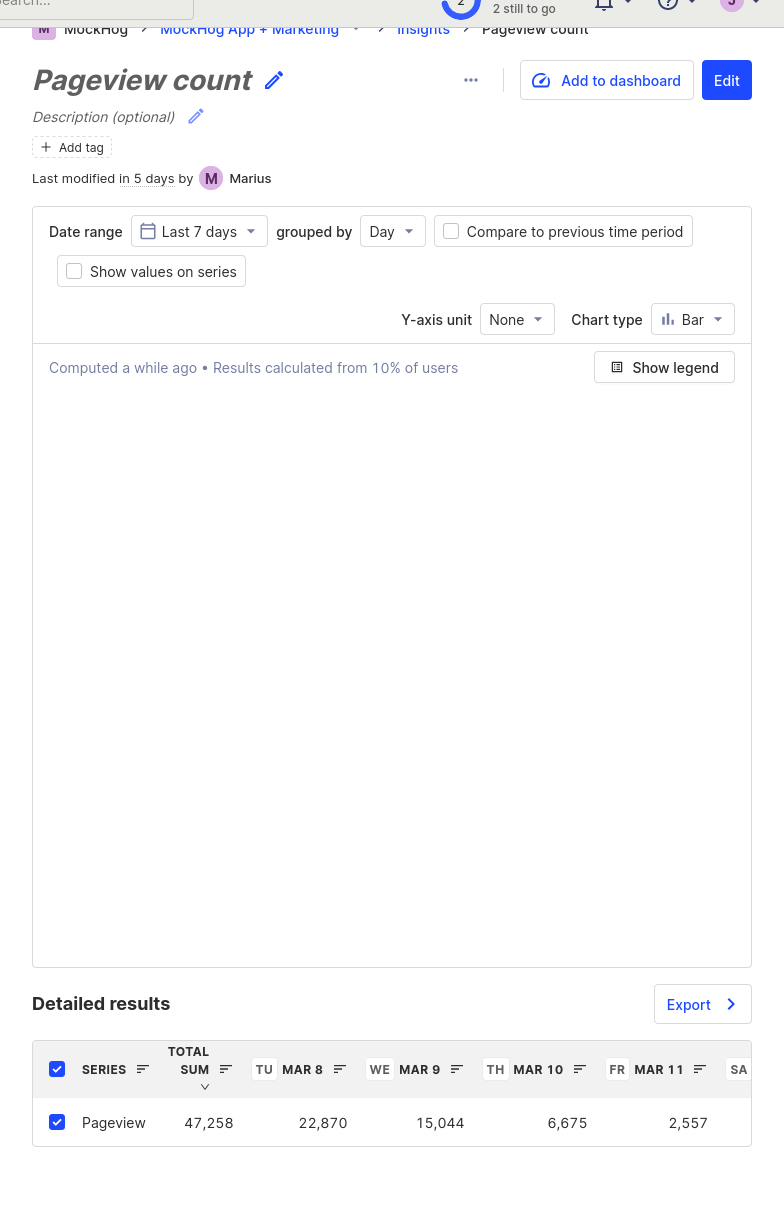 Search...
2
2 still to go
J
M MockHog MockHog App + Marketing Insights Pageview count
Pageview count
Add to dashboard
Edit
Description (optional)
Add tag
Last modified in 5 days by M Marius
Date range Last 7 days grouped by Day Compare to previous time period
Show values on series
Y-axis unit None Chart type Bar
Computed a while ago • Results calculated from 10% of users
Show legend
Detailed results
Export
SERIES TOTAL SUM TU MAR 8 WE MAR 9 TH MAR 10 FR MAR 11 SA
Pageview 47,258 22,870 15,044 6,675 2,557